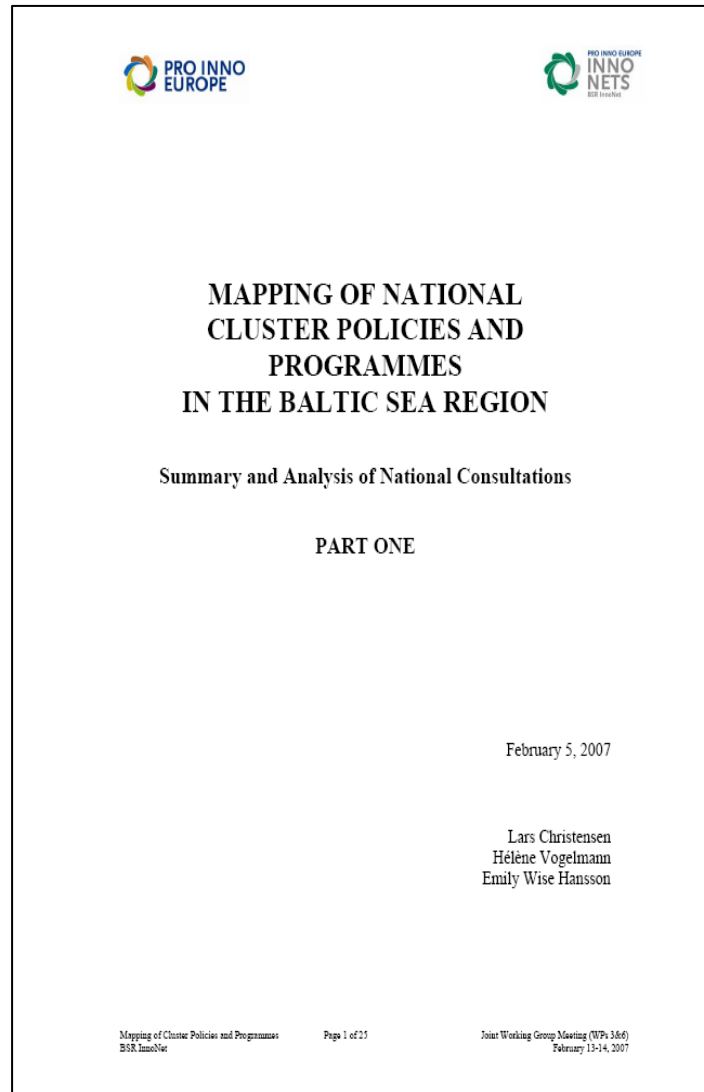 PRO INNO
EUROPE
PRO INNO EUROPE
INNO
NETS
BSR InnoNet
MAPPING OF NATIONAL
CLUSTER POLICIES AND
PROGRAMMES
IN THE BALTIC SEA REGION
Summary and Analysis of National Consultations
PART ONE
February 5, 2007
Lars Christensen
Hélène Vogelmann
Emily Wise Hansson
Mapping of Cluster Policies and Programmes
BSR InnoNet
Page 1 of 25
Joint Working Group Meeting (WPs 3&6)
February 13-14, 2007